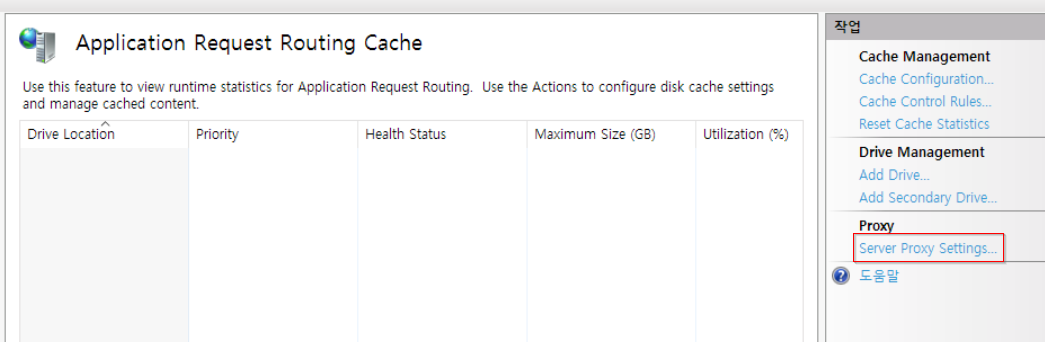 Application Request Routing Cache
Use this feature to view runtime statistics for Application Request Routing. Use the Actions to configure disk cache settings
and manage cached content.
Drive Location Priority Health Status Maximum Size (GB) Utilization (%)
작업
Cache Management
Cache Configuration...
Cache Control Rules...
Reset Cache Statistics
Drive Management
Add Drive...
Add Secondary Drive...
Proxy
Server Proxy Settings...
도움말